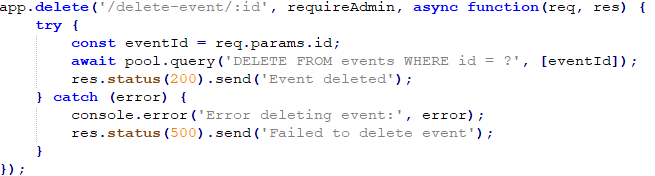 app.delete('/delete-event/:id', requireAdmin, async function(req, res) {
    try {
        const eventId = req.params.id;
        await pool.query('DELETE FROM events WHERE id = ?', [eventId]);
        res.status(200).send('Event deleted');
    } catch (error) {
        console.error('Error deleting event:', error);
        res.status(500).send('Failed to delete event');
    }
});